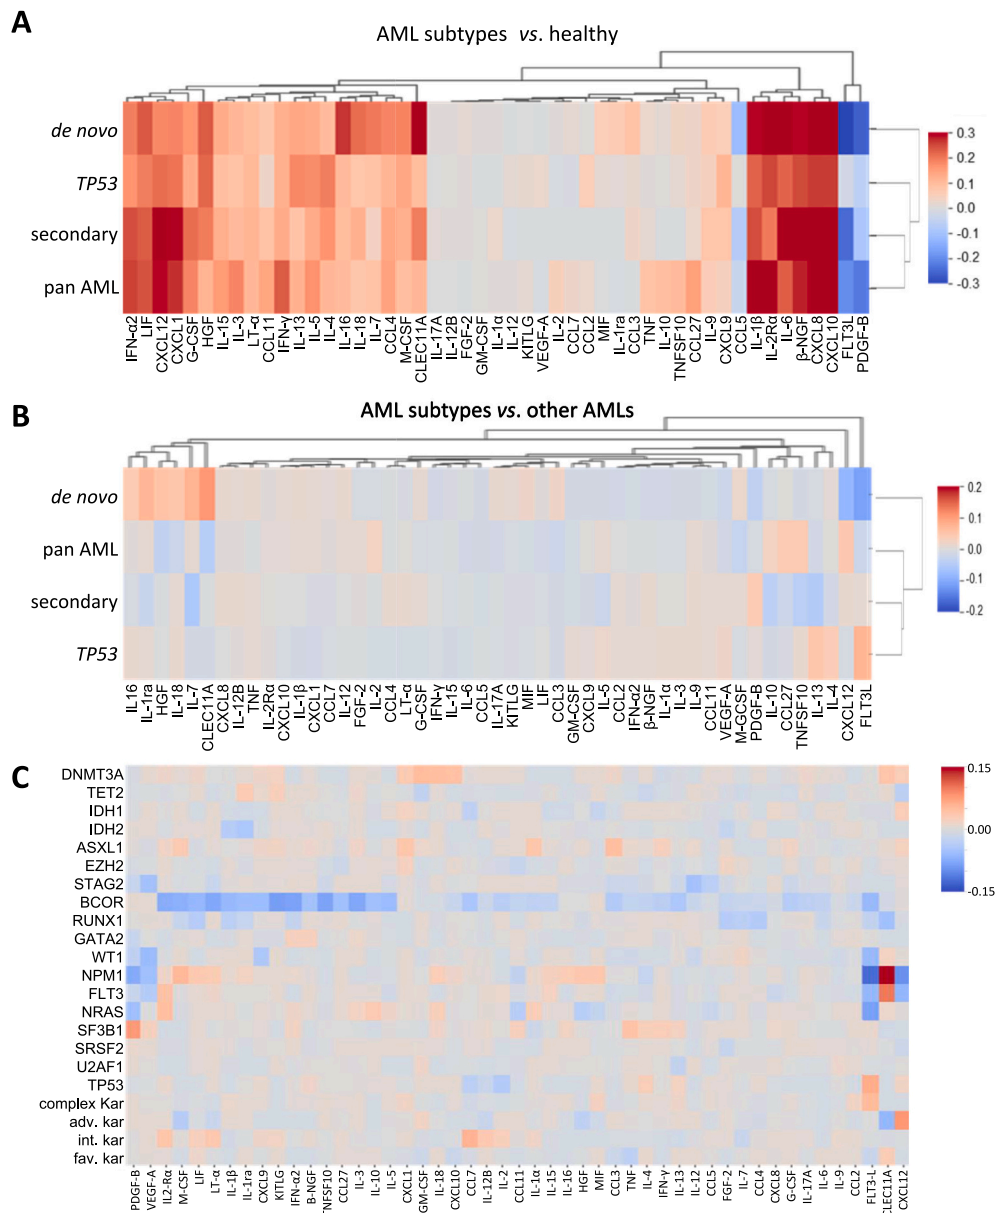 A
AML subtypes vs. healthy
de novo
TP53
secondary
pan AML
0.3
0.2
0.1
0.0
-0.1
-0.2
-0.3
IFN-α2
LIF
CXCL12
CXCL1
G-CSF
HGF
IL-15
IL-3
LT-α
CCL11
IFN-γ
IL-13
IL-5
IL-4
IL-16
IL-18
IL-7
CCL4
M-CSF
CLEC11A
IL-17A
IL-12B
FGF-2
GM-CSF
IL-1α
IL-12
KITLG
VEGF-A
IL-2
CCL7
CCL2
MIF
IL-1ra
CCL3
TNF
IL-10
TNFSF10
CCL27
IL-9
CXCL9
CCL5
IL-1β
IL-2Rα
IL-6
β-NGF
CXCL8
CXCL10
FLT3L
PDGF-B
B
AML subtypes vs. other AMLs
de novo
pan AML
secondary
TP53
0.2
0.1
0.0
-0.1
-0.2
IL16
IL-1ra
HGF
IL-18
IL-7
CLEC11A
CXCL8
IL-12B
TNF
IL-2Rα
CXCL10
IL-1β
CXCL1
CCL7
IL-12
FGF-2
IL-2
CCL4
LT-α
G-CSF
IFN-γ
IL-15
IL-6
CCL5
IL-17A
KITLG
MIF
LIF
CCL3
GM-CSF
CXCL9
IL-5
CCL2
IFN-α2
β-NGF
IL-1α
IL-3
IL-9
CCL11
VEGF-A
M-GCSF
PDGF-B
IL-10
CCL27
TNFSF10
IL-13
IL-4
CXCL12
FLT3L
C
DNMT3A
TET2
IDH1
IDH2
ASXL1
EZH2
STAG2
BCOR
RUNX1
GATA2
WT1
NPM1
FLT3
NRAS
SF3B1
SRSF2
U2AF1
TP53
complex Kar
adv. kar
int. kar
fav. kar
0.15
0.00
-0.15
PDGF-B
VEGF-A
IL2-Rα
M-CSF
LIF
LT-α
IL-1β
IL-1ra
CXCL9
KITLG
IFN-α2
B-NGF
CCL27
TNFSF10
IL-3
IL-10
IL-5
CXCL1
GM-CSF
IL-18
CXCL10
CCL7
IL-12B
IL-2
CCL11
IL-1α
IL-15
IL-16
HGF
MIF
CCL3
TNF
IL-4
IFN-γ
IL-13
IL-12
CCL5
FGF-2
IL-7
CCL4
CXCL8
G-CSF
IL-17A
IL-6
IL-9
CCL2
FLT3-L
CLEC11A
CXCL12